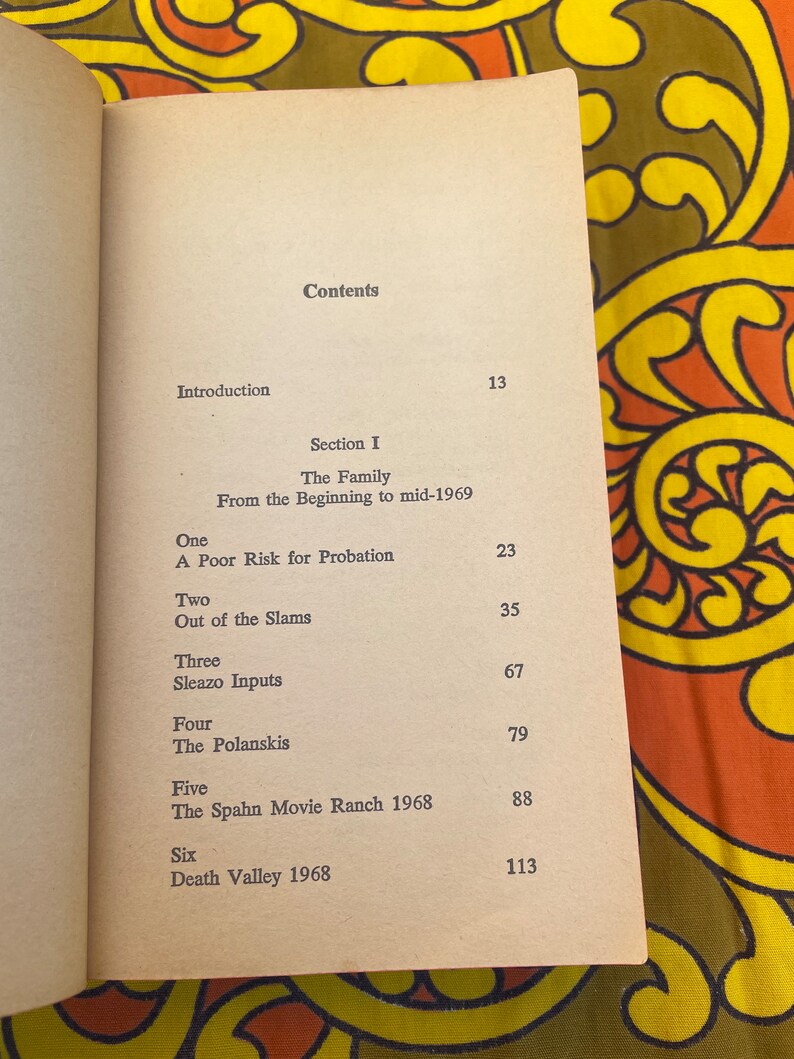 Contents
Introduction 13
Section I
The Family
From the Beginning to mid-1969
One
A Poor Risk for Probation 23
Two
Out of the Slams 35
Three
Sleazo Inputs 67
Four
The Polanskis 79
Five
The Spahn Movie Ranch 1968 88
Six
Death Valley 1968 113